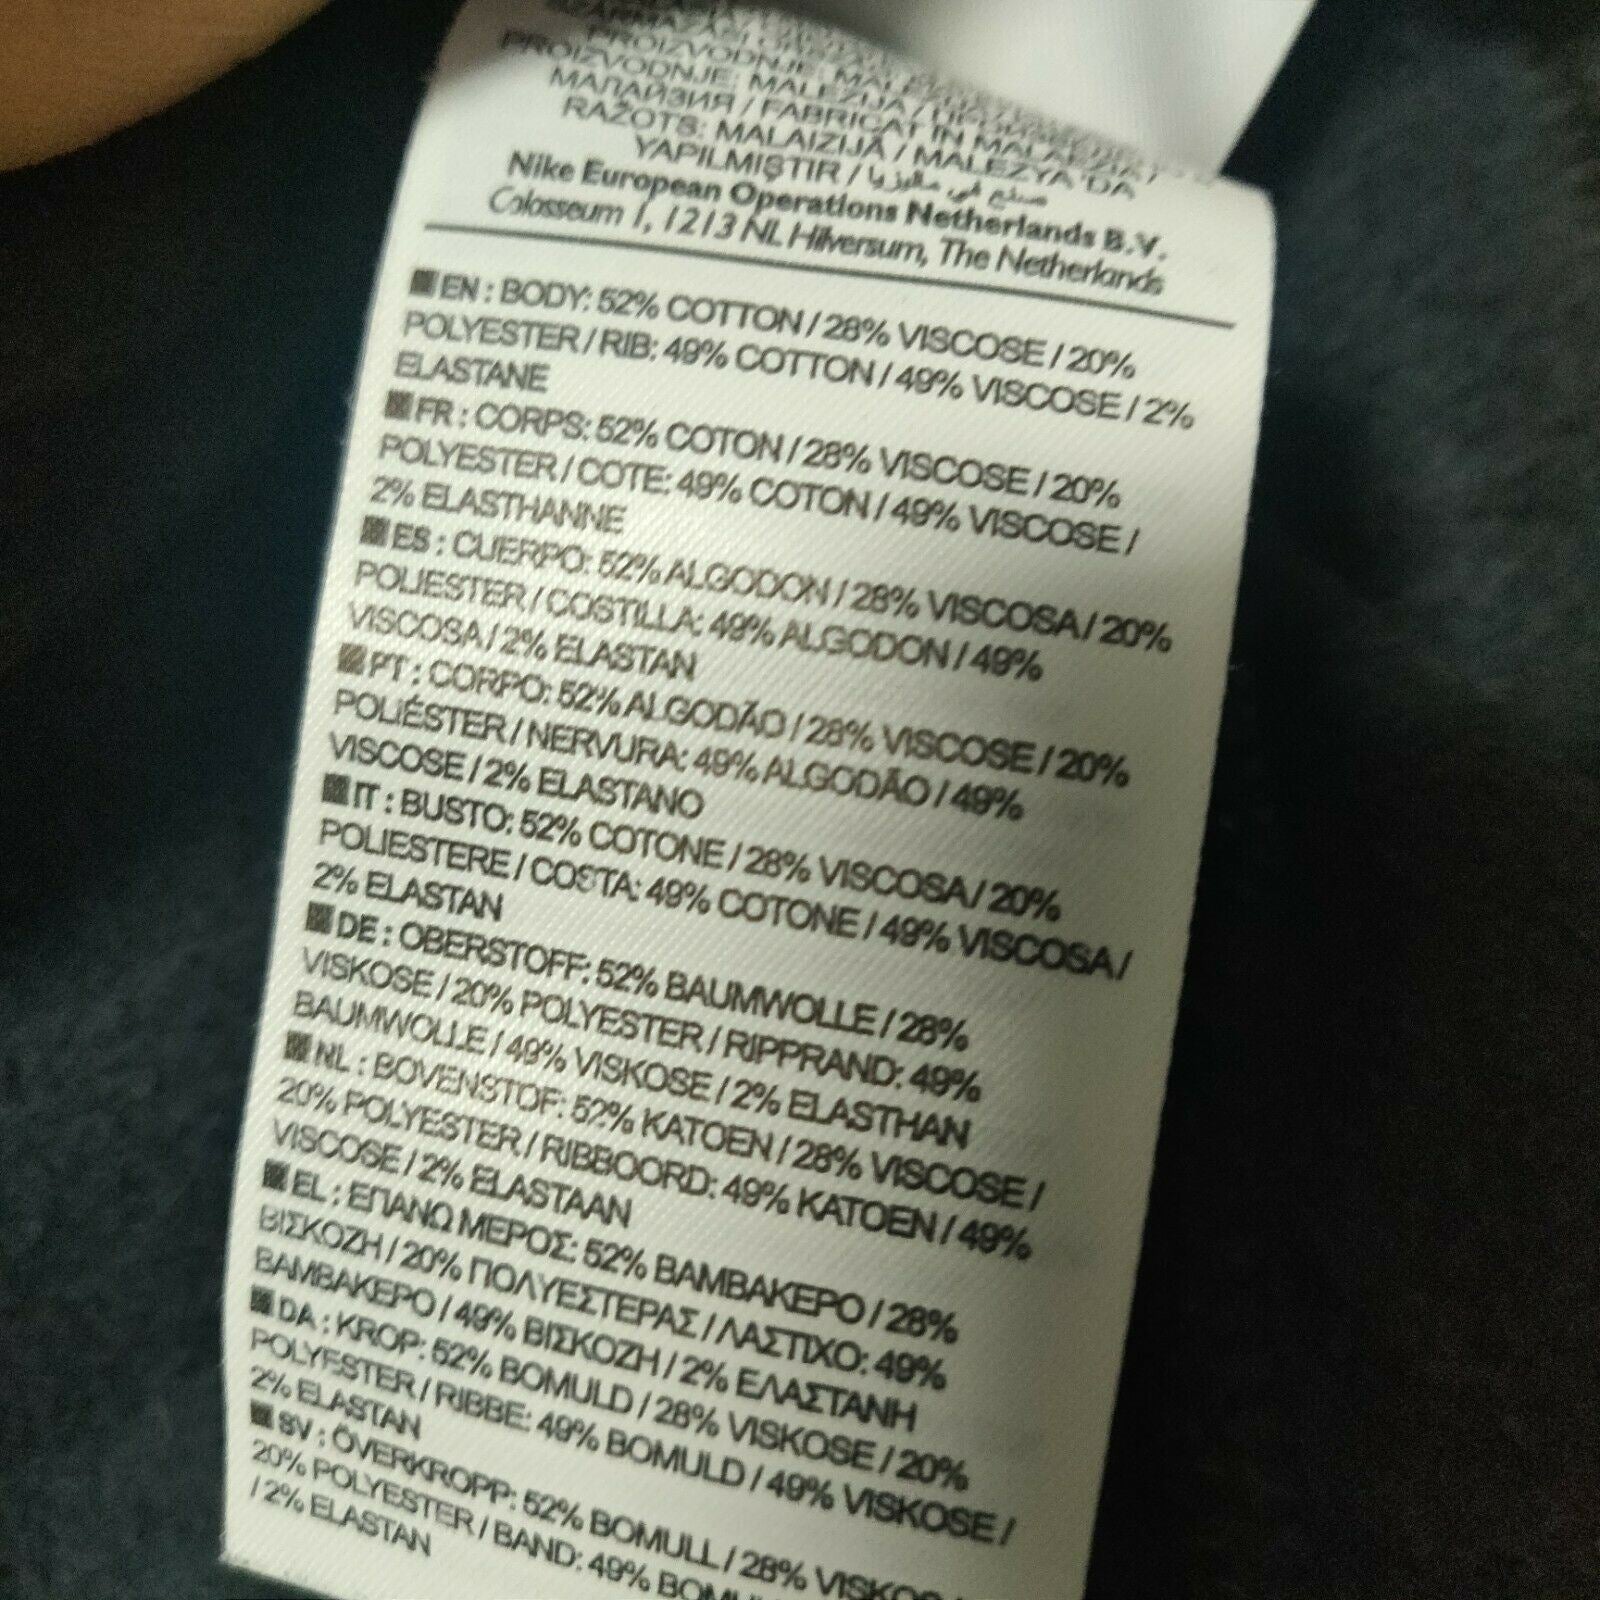 PROIZVODNJE: MALEZIJA /
МАЛАЙЗИЯ / FABRICAT IN MALAEZIA /
RAŽOTS: MALAIZIJĀ / MALEZYA'DA
YAPILMIŞTIR / صنع في ماليزيا
Nike European Operations Netherlands B.V.
Colosseum 1, 1213 NL Hilversum, The Netherlands
EN : BODY: 52% COTTON / 28% VISCOSE / 20%
POLYESTER / RIB: 49% COTTON / 49% VISCOSE / 2%
ELASTANE
FR : CORPS: 52% COTON / 28% VISCOSE / 20%
POLYESTER / COTE: 49% COTON / 49% VISCOSE /
2% ELASTHANNE
ES : CUERPO: 52% ALGODON / 28% VISCOSA / 20%
POLIESTER / COSTILLA: 49% ALGODON / 49%
VISCOSA / 2% ELASTAN
PT : CORPO: 52% ALGODÃO / 28% VISCOSE / 20%
POLIÉSTER / NERVURA: 49% ALGODÃO / 49%
VISCOSE / 2% ELASTANO
IT : BUSTO: 52% COTONE / 28% VISCOSA / 20%
POLIESTERE / COSTA: 49% COTONE / 49% VISCOSA /
2% ELASTAN
DE : OBERSTOFF: 52% BAUMWOLLE / 28%
VISKOSE / 20% POLYESTER / RIPPRAND: 49%
BAUMWOLLE / 49% VISKOSE / 2% ELASTHAN
NL : BOVENSTOF: 52% KATOEN / 28% VISCOSE /
20% POLYESTER / RIBBOORD: 49% KATOEN / 49%
VISCOSE / 2% ELASTAAN
EL : ΕΠΑΝΩ ΜΕΡΟΣ: 52% ΒΑΜΒΑΚΕΡΟ / 28%
ΒΙΣΚΟΖΗ / 20% ΠΟΛΥΕΣΤΕΡΑΣ / ΛΑΣΤΙΧΟ: 49%
ΒΑΜΒΑΚΕΡΟ / 49% ΒΙΣΚΟΖΗ / 2% ΕΛΑΣΤΑΝΗ
DA : KROP: 52% BOMULD / 28% VISKOSE / 20%
POLYESTER / RIBBE: 49% BOMULD / 49% VISKOSE /
2% ELASTAN
SV : ÖVERKROPP: 52% BOMULL / 28%
20% POLYESTER / BAND: 49%
/ 2% ELASTAN